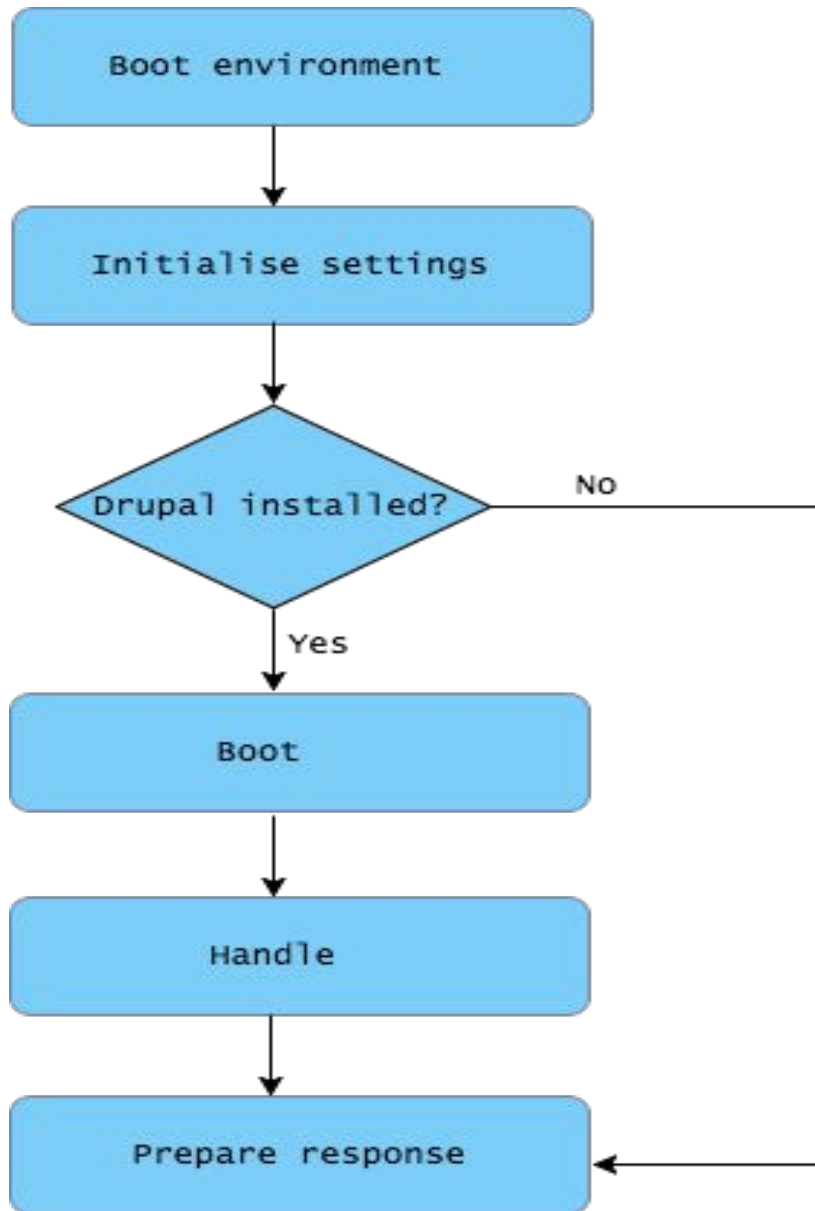 Boot environment
Initialise settings
Drupal installed?
No
Yes
Boot
Handle
Prepare response